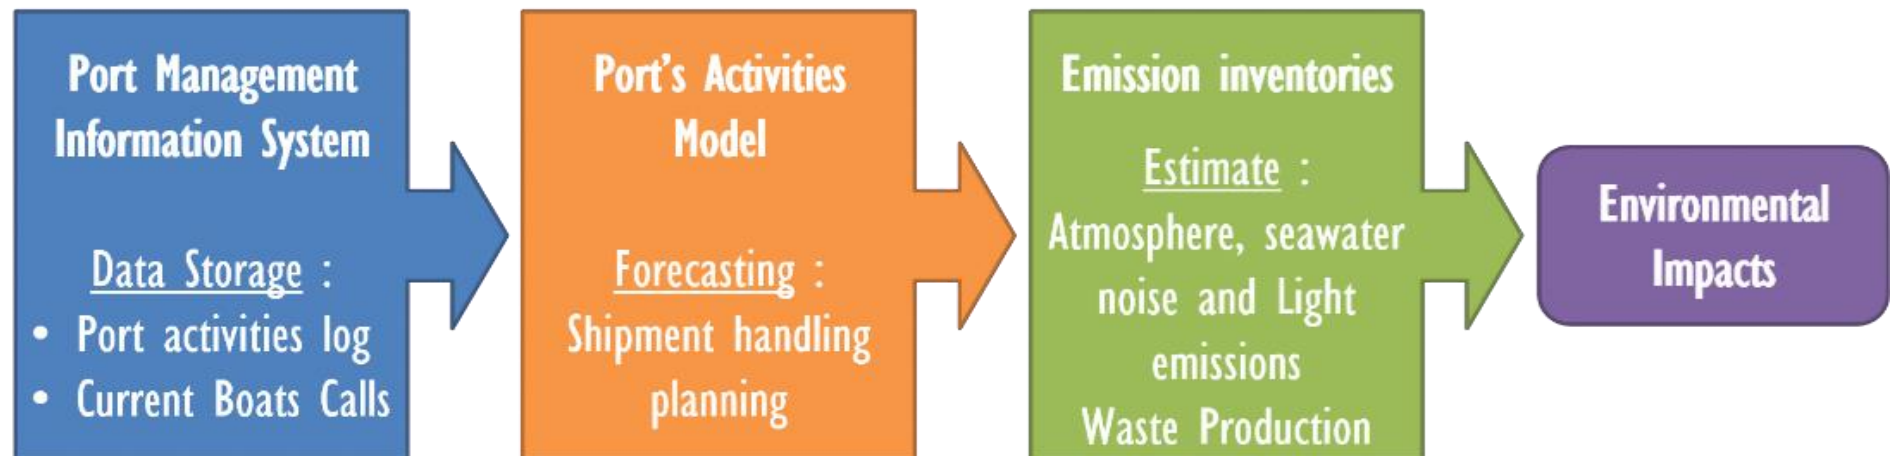 Port Management
Information System
Data Storage :
• Port activities log
• Current Boats Calls
Port's Activities
Model
Forecasting :
Shipment handling
planning
Emission inventories
Estimate :
Atmosphere, seawater
noise and Light
emissions
Waste Production
Environmental
Impacts